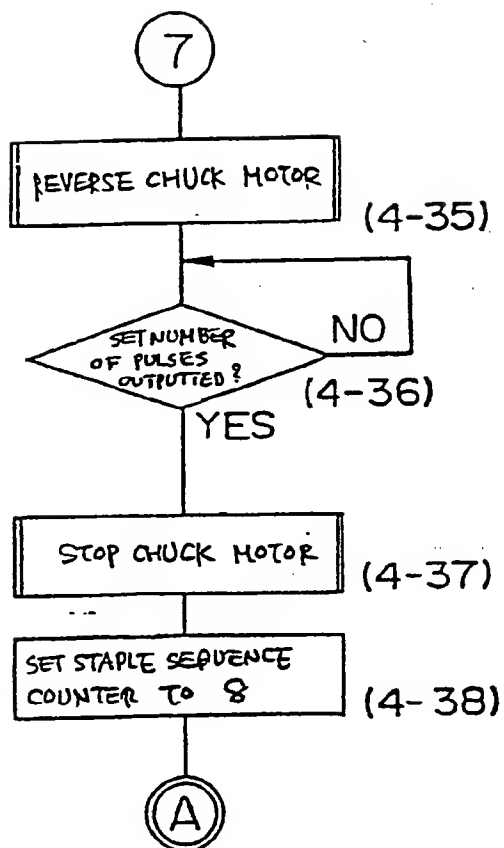 7
REVERSE CHUCK MOTOR
(4-35)
SET NUMBER
OF PULSES
OUTPUTTED?
NO
(4-36)
YES
STOP CHUCK MOTOR
(4-37)
SET STAPLE SEQUENCE
COUNTER TO 8
(4-38)
A